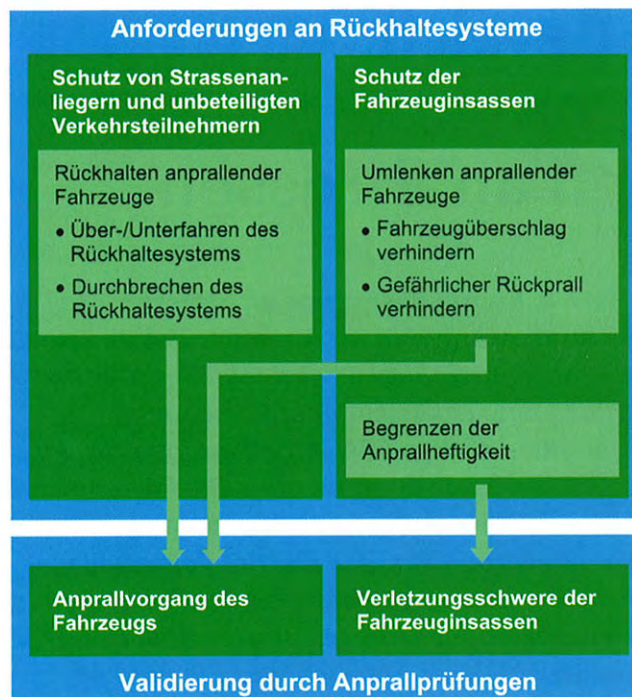 Anforderungen an Rückhaltesysteme
Schutz von Strassenan-
liegern und unbeteiligten
Verkehrsteilnehmern
Rückhalten anprallender
Fahrzeuge
• Über-/Unterfahren des
Rückhaltesystems
• Durchbrechen des
Rückhaltesystems
Schutz der
Fahrzeuginsassen
Umlenken anprallender
Fahrzeuge
• Fahrzeugüberschlag
verhindern
• Gefährlicher Rückprall
verhindern
Begrenzen der
Anprallheftigkeit
Anprallvorgang des
Fahrzeugs
Verletzungsschwere der
Fahrzeuginsassen
Validierung durch Anprallprüfungen